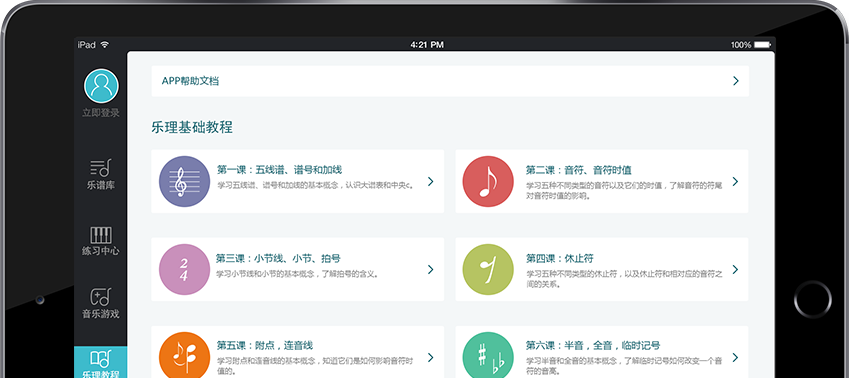 iPad
4:21 PM
100%
立即登录
乐谱库
练习中心
音乐游戏
乐理教程
APP帮助文档
乐理基础教程
第一课：五线谱、谱号和加线
学习五线谱、谱号和加线的基本概念，认识大谱表和中央c。
第二课：音符、音符时值
学习五种不同类型的音符以及它们的时值，了解音符的符尾
对音符时值的影响。
第三课：小节线、小节、拍号
学习小节线和小节的基本概念，了解拍号的含义。
2
4
第四课：休止符
学习五种不同类型的休止符，以及休止符和相对应的音符之
间的关系。
第五课：附点，连音线
学习附点和连音线的基本概念，知道它们是如何影响音符时
值的。
第六课：半音，全音，临时记号
学习半音和全音的基本概念，了解临时记号如何改变一个音
符的音高。